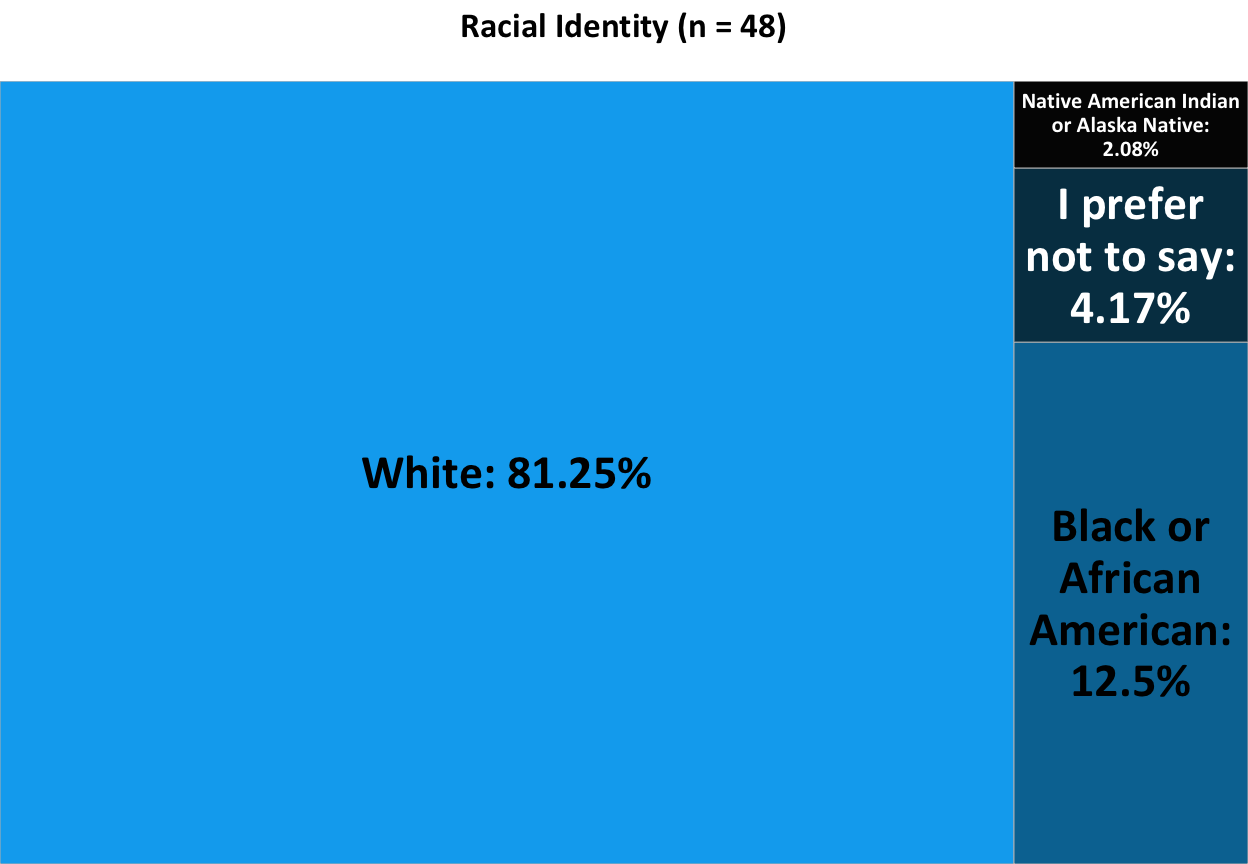 Racial Identity (n = 48)
White: 81.25%
Native American Indian
or Alaska Native:
2.08%
I prefer
not to say:
4.17%
Black or
African
American:
12.5%